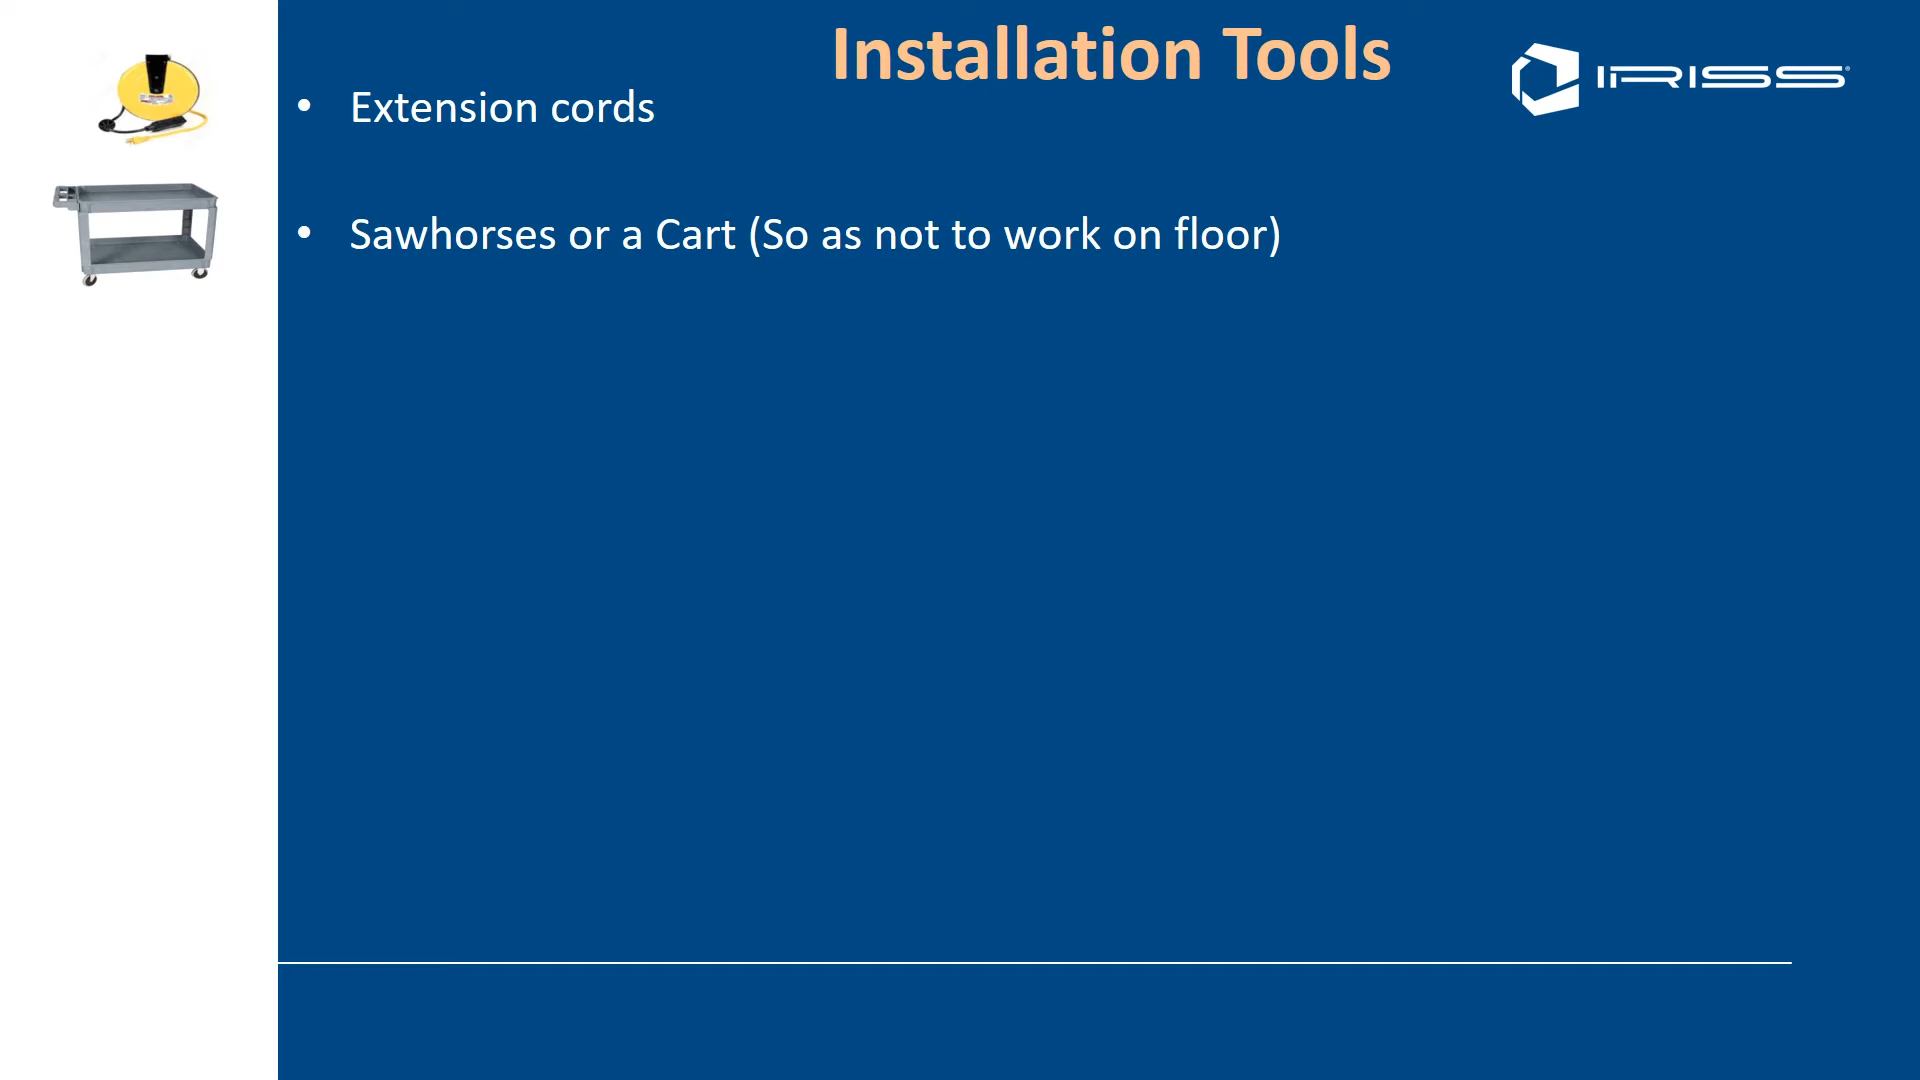 Installation Tools
IRISS®
• Extension cords
• Sawhorses or a Cart (So as not to work on floor)